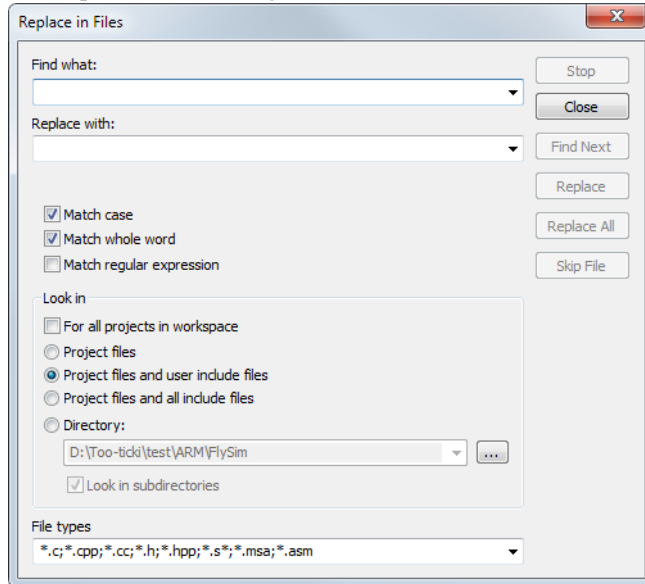 Replace in Files
Find what:
Stop
Close
Replace with:
Find Next
Replace
Match case
Replace All
Match whole word
Match regular expression
Skip File
Look in
For all projects in workspace
Project files
Project files and user include files
Project files and all include files
Directory:
D:\Too-ticki\test\ARM\FlySim
...
Look in subdirectories
File types
*.c;*.cpp;*.cc;*.h;*.hpp;*.s*;*.msa;*.asm